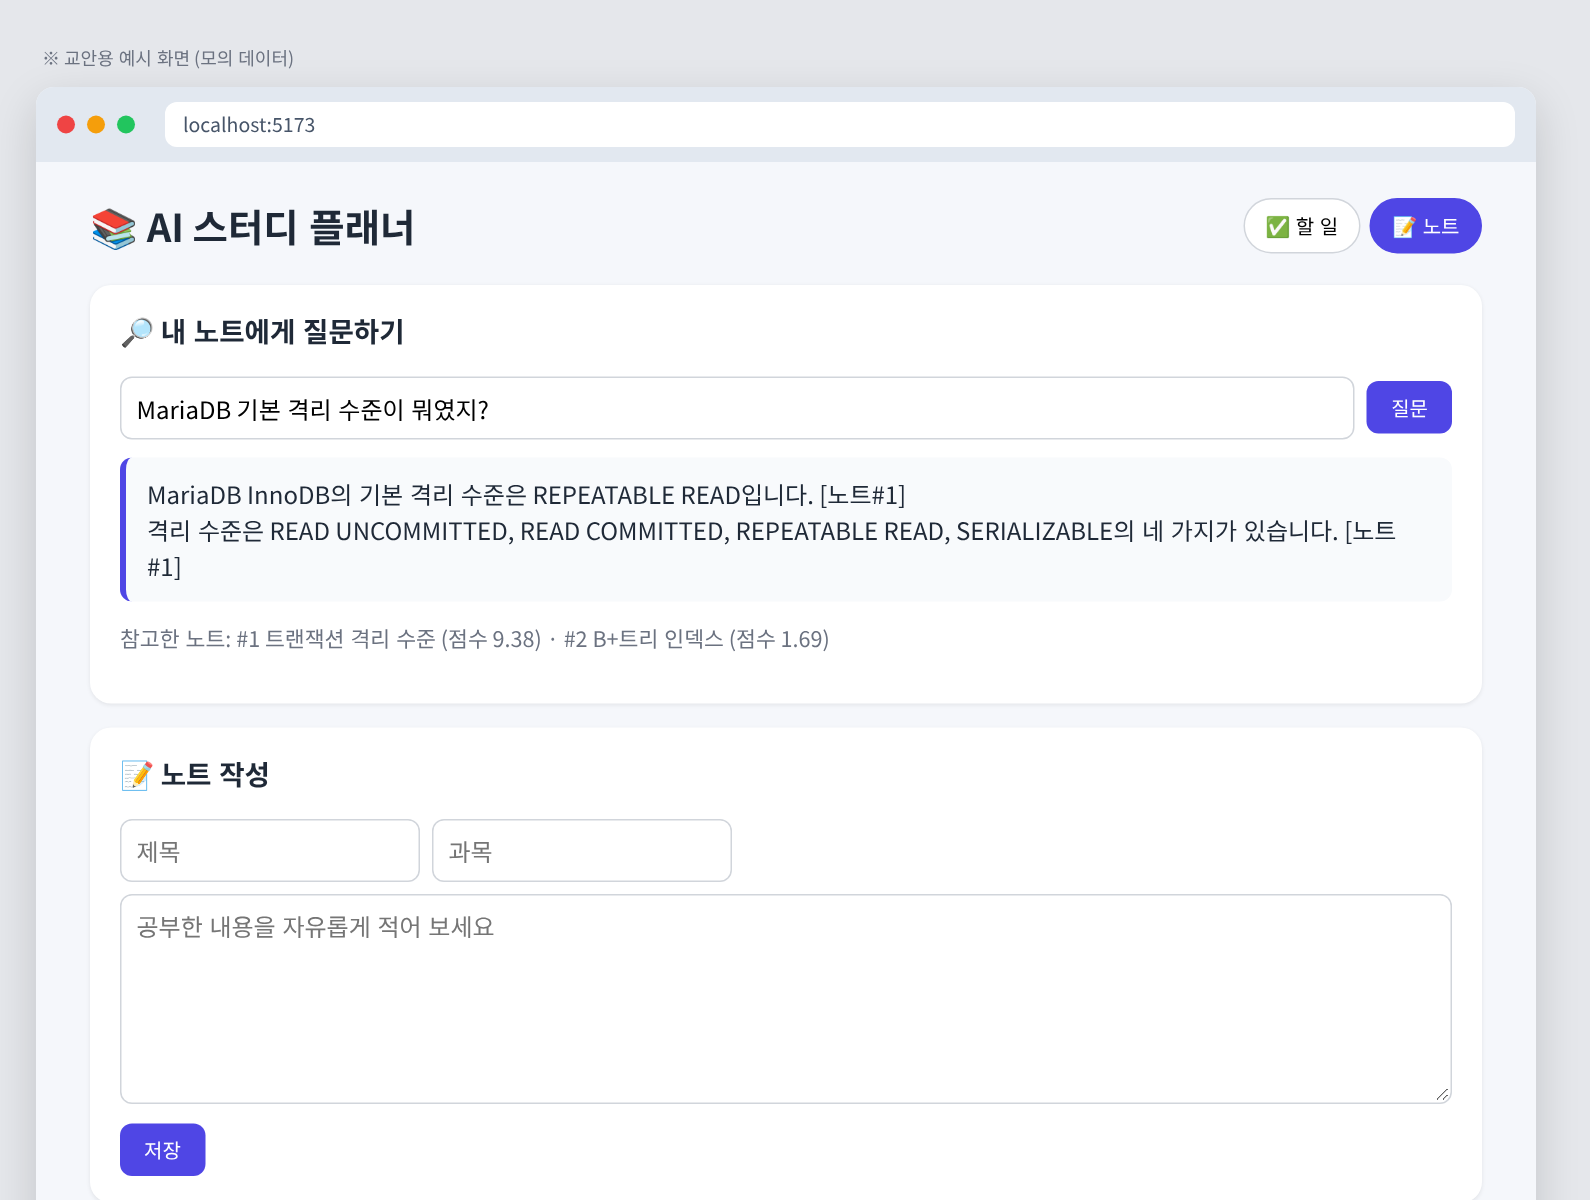 ※ 교안용 예시 화면 (모의 데이터)
localhost:5173
📚 AI 스터디 플래너
✅ 할 일
📝 노트
🔎 내 노트에게 질문하기
MariaDB 기본 격리 수준이 뭐였지?
질문
MariaDB InnoDB의 기본 격리 수준은 REPEATABLE READ입니다. [노트#1]
격리 수준은 READ UNCOMMITTED, READ COMMITTED, REPEATABLE READ, SERIALIZABLE의 네 가지가 있습니다. [노트
#1]
참고한 노트: #1 트랜잭션 격리 수준 (점수 9.38) · #2 B+트리 인덱스 (점수 1.69)
📝 노트 작성
제목
과목
공부한 내용을 자유롭게 적어 보세요
저장